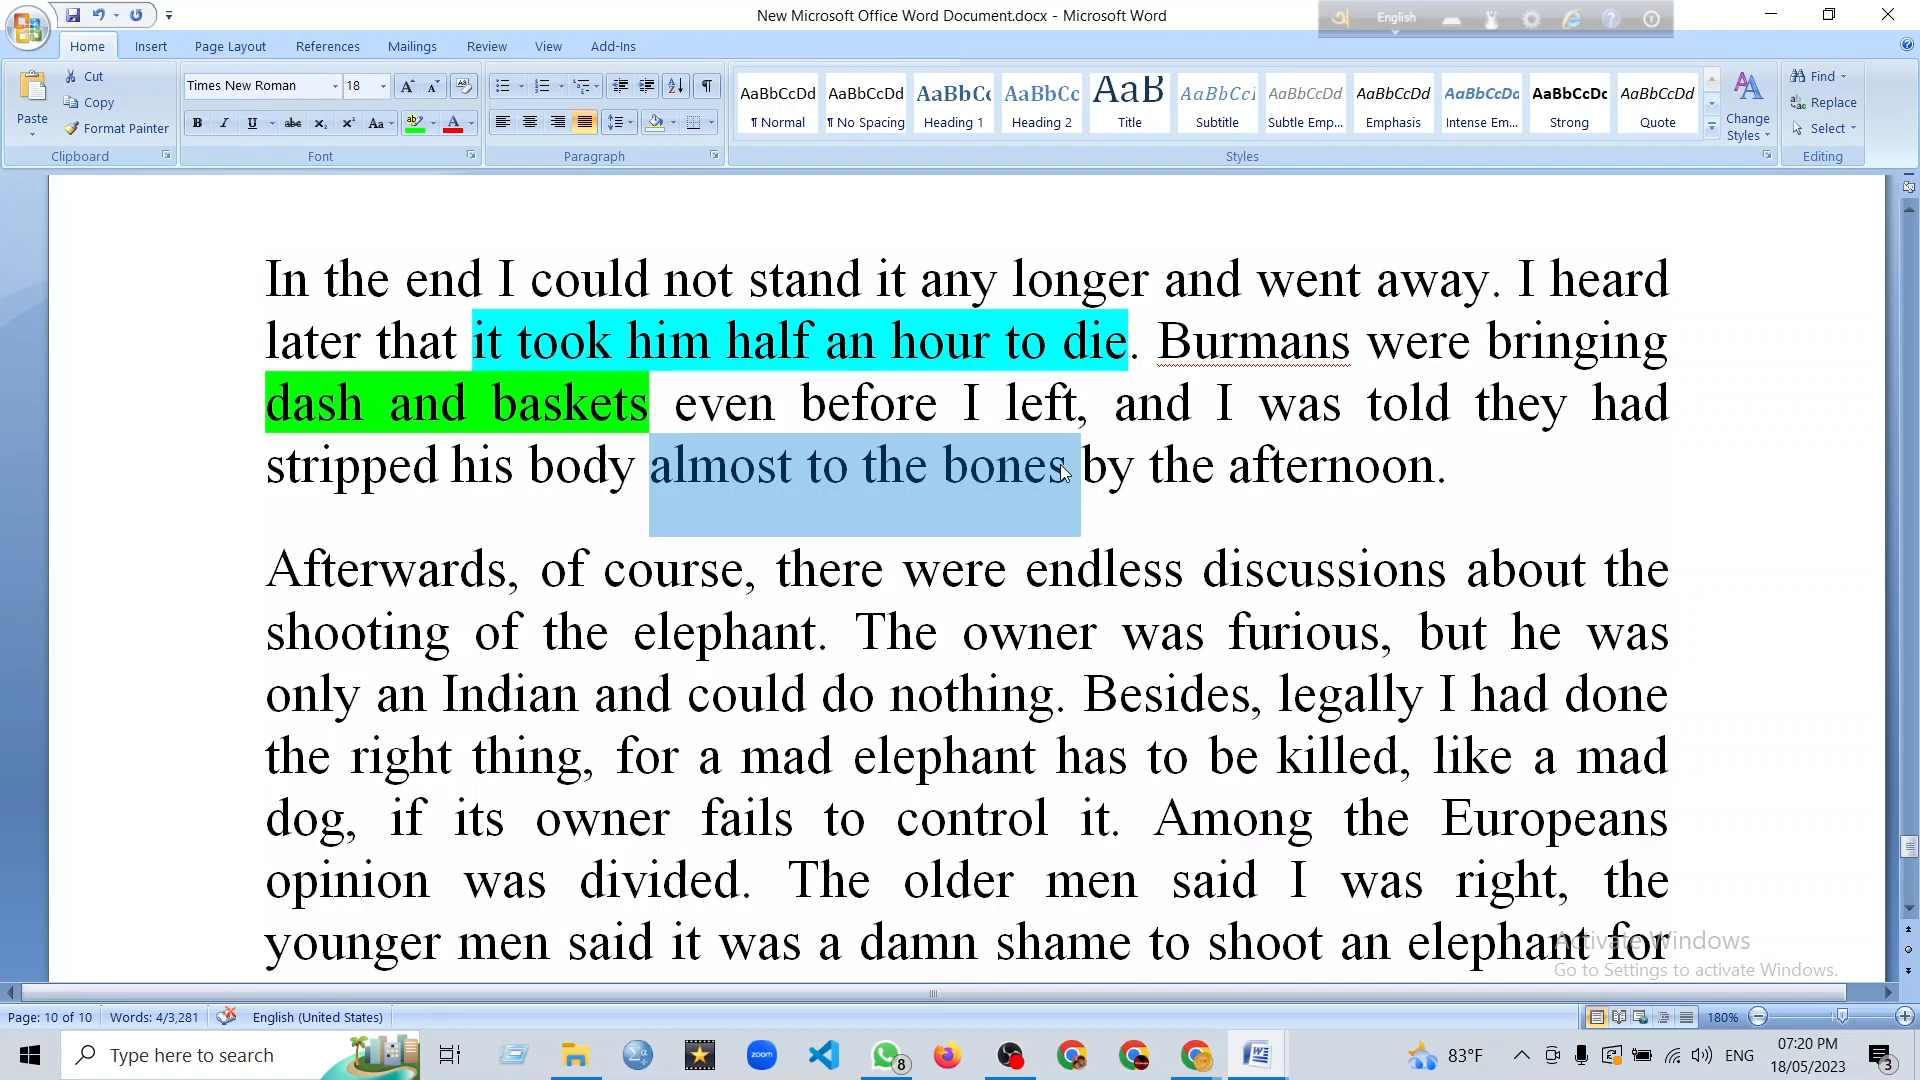 New Microsoft Office Word Document.docx - Microsoft Word
English
Home Insert Page Layout References Mailings Review View Add-Ins
Paste
Cut
Copy
Format Painter
Clipboard
Times New Roman 18
Font
Paragraph
AaBbCcDd AaBbCcDd AaBbCc AaBbCc AaB AaBbCcl AaBbCcDd AaBbCcDd AaBbCcDd AaBbCcDc AaBbCcDd
¶ Normal ¶ No Spacing Heading 1 Heading 2 Title Subtitle Subtle Emp... Emphasis Intense Em... Strong Quote
Styles
Change
Styles
Find
Replace
Select
Editing
In the end I could not stand it any longer and went away. I heard
later that it took him half an hour to die. Burmans were bringing
dash and baskets even before I left, and I was told they had
stripped his body almost to the bones by the afternoon.
Afterwards, of course, there were endless discussions about the
shooting of the elephant. The owner was furious, but he was
only an Indian and could do nothing. Besides, legally I had done
the right thing, for a mad elephant has to be killed, like a mad
dog, if its owner fails to control it. Among the Europeans
opinion was divided. The older men said I was right, the
younger men said it was a damn shame to shoot an elephant for
Activate Windows
Go to Settings to activate Windows.
Page: 10 of 10 Words: 4/3,281 English (United States) 180%
Type here to search zoom 8 83°F ENG 07:20 PM
18/05/2023 3